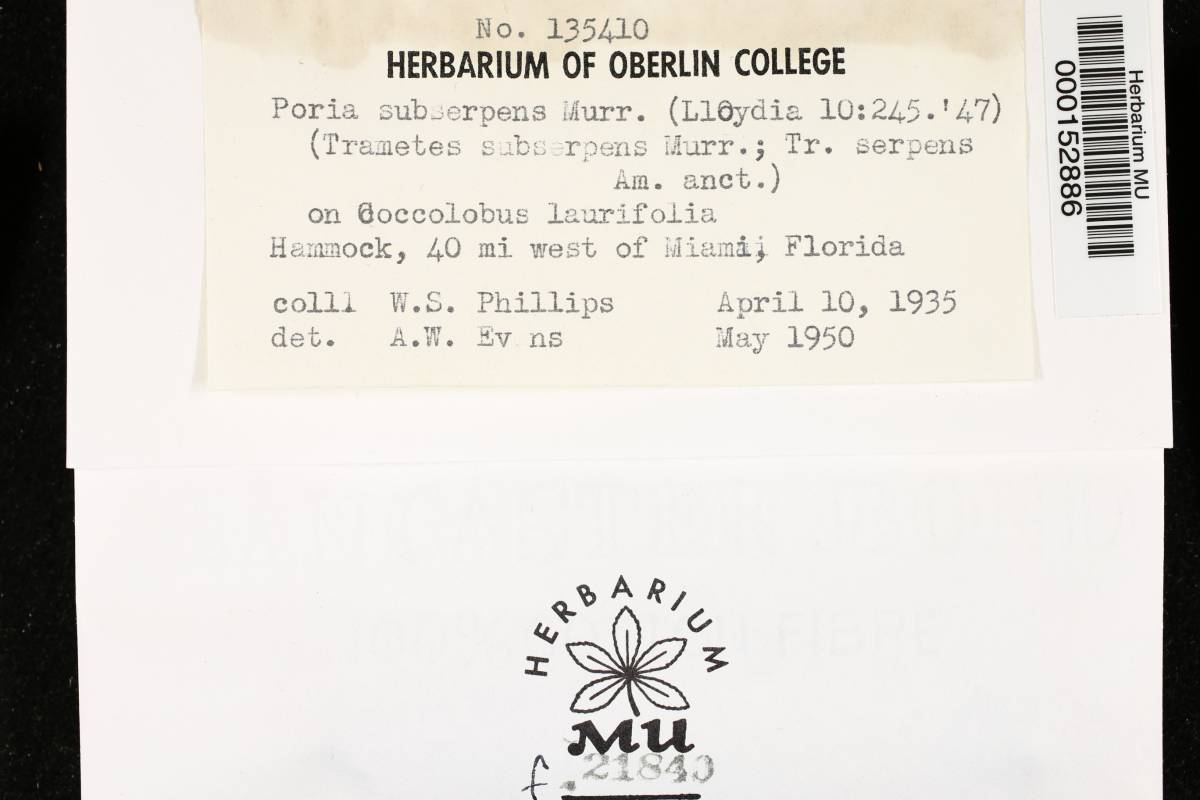 No. 135410
HERBARIUM OF OBERLIN COLLEGE
Poria subserpens Murr. (Lloydia 10:245.'47)
(Trametes subserpens Murr.; Tr. serpens
Am. anct.)
on Coccolobus laurifolia
Hammock, 40 mi west of Miami, Florida
colll W.S. Phillips April 10, 1935
det. A.W. Ev ns May 1950
Herbarium MU
000152886
HERBARIUM
MU
f.21840